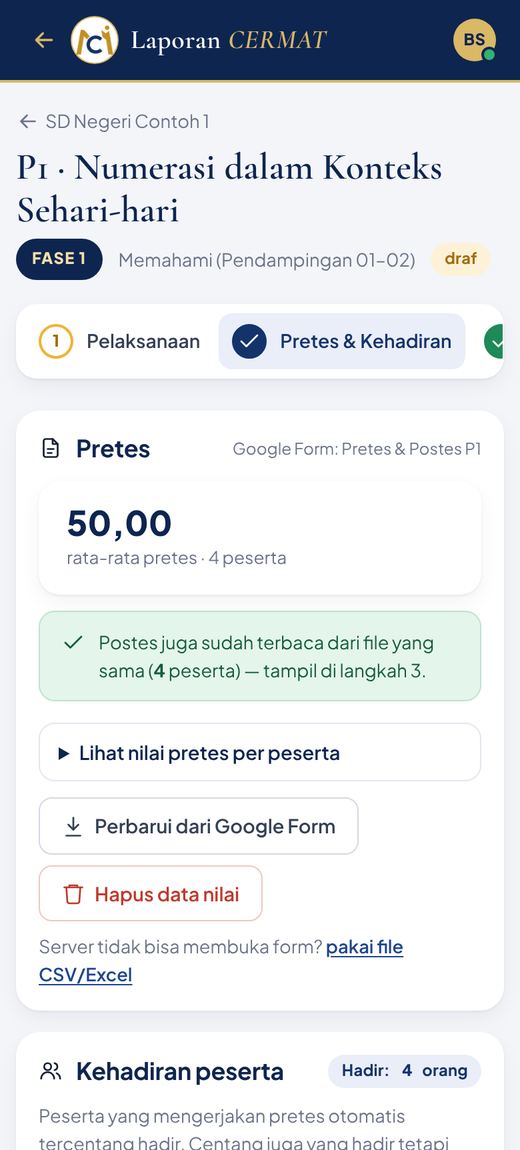 Laporan CERMAT
BS
← SD Negeri Contoh 1
P1 · Numerasi dalam Konteks
Sehari-hari
FASE 1
Memahami (Pendampingan 01–02)
draf
1 Pelaksanaan
Pretes & Kehadiran
Pretes
Google Form: Pretes & Postes P1
50,00
rata-rata pretes · 4 peserta
Postes juga sudah terbaca dari file yang
sama (4 peserta) — tampil di langkah 3.
Lihat nilai pretes per peserta
Perbarui dari Google Form
Hapus data nilai
Server tidak bisa membuka form? pakai file
CSV/Excel
Kehadiran peserta
Hadir: 4 orang
Peserta yang mengerjakan pretes otomatis
tercentang hadir. Centang juga yang hadir tetapi